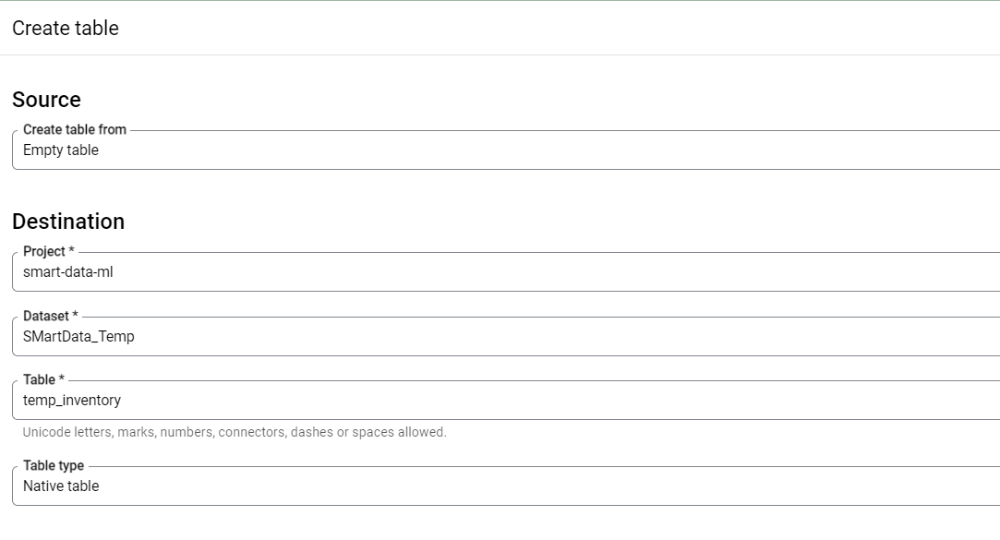 Create table
Source
Create table from
Empty table
Destination
Project *
smart-data-ml
Dataset *
SMartData_Temp
Table *
temp_inventory
Unicode letters, marks, numbers, connectors, dashes or spaces allowed.
Table type
Native table